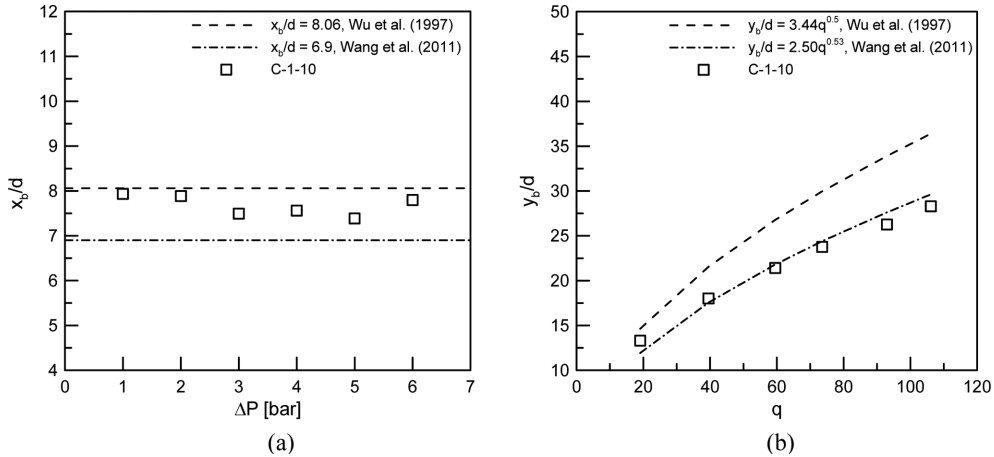 x_b/d = 8.06, Wu et al. (1997)
x_b/d = 6.9, Wang et al. (2011)
C-1-10
12
11
10
9
8
7
6
5
4
x_b/d
0 1 2 3 4 5 6 7
ΔP [bar]
(a)
y_b/d = 3.44q^0.5, Wu et al. (1997)
y_b/d = 2.50q^0.53, Wang et al. (2011)
C-1-10
50
45
40
35
30
25
20
15
10
y_b/d
0 20 40 60 80 100 120
q
(b)